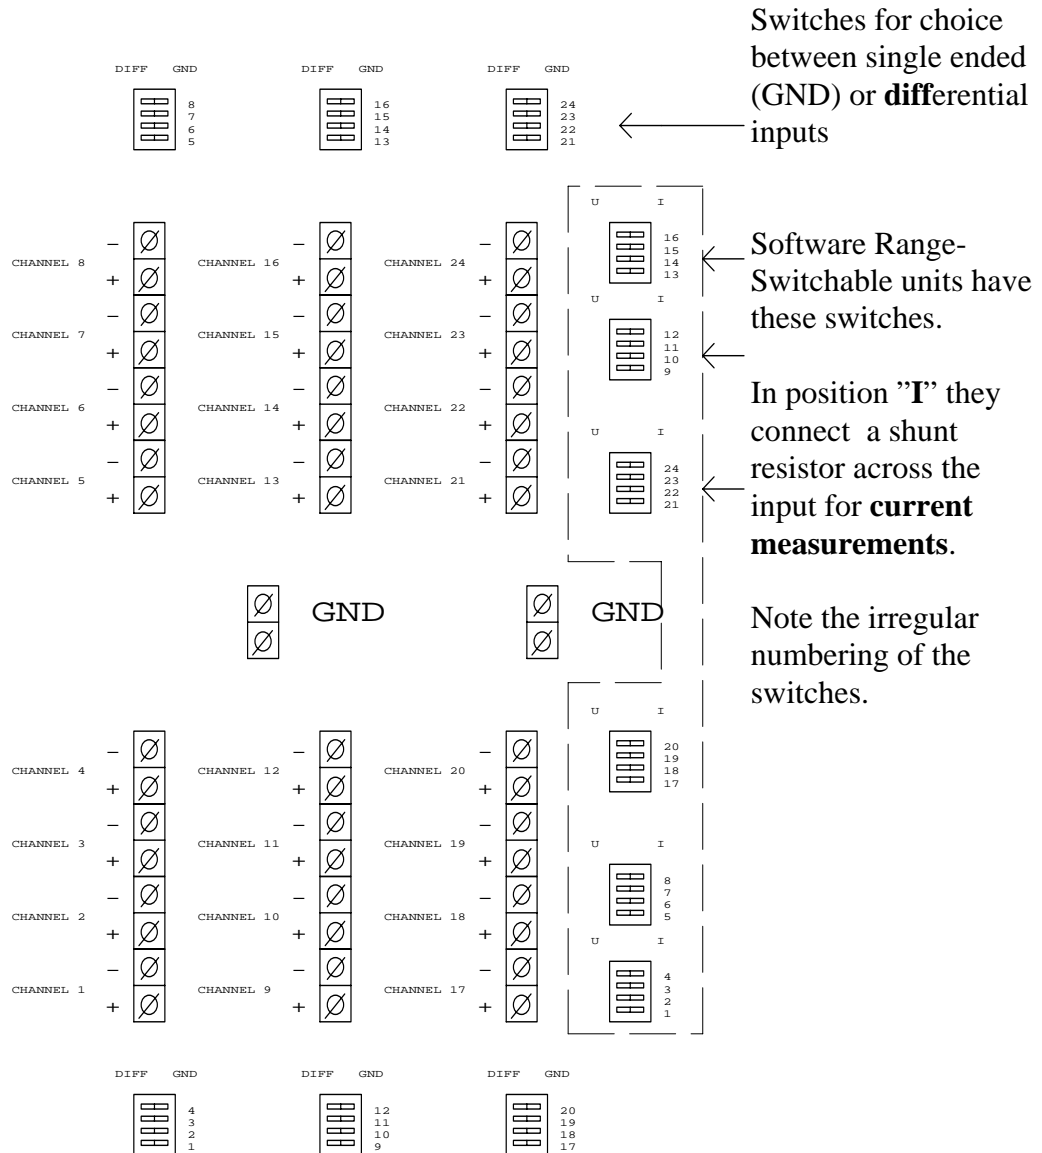 Switches for choice
between single ended
(GND) or differential
inputs
DIFF GND DIFF GND DIFF GND
8 16 24
7 15 23
6 14 22
5 13 21
U I
16
15
14
13
Software Range-
Switchable units have
these switches.
− − −
CHANNEL 8 CHANNEL 16 CHANNEL 24
+ + +
U I
12
11
10
9
− − −
CHANNEL 7 CHANNEL 15 CHANNEL 23
+ + +
In position ”I” they
connect a shunt
resistor across the
input for current
measurements.
− − −
CHANNEL 6 CHANNEL 14 CHANNEL 22
+ + +
U I
24
23
22
21
− − −
CHANNEL 5 CHANNEL 13 CHANNEL 21
+ + +
GND GND
Note the irregular
numbering of the
switches.
U I
20
19
18
17
− − −
CHANNEL 4 CHANNEL 12 CHANNEL 20
+ + +
− − −
CHANNEL 3 CHANNEL 11 CHANNEL 19
+ + +
U I
8
7
6
5
− − −
CHANNEL 2 CHANNEL 10 CHANNEL 18
+ + +
U I
4
3
2
1
− − −
CHANNEL 1 CHANNEL 9 CHANNEL 17
+ + +
DIFF GND DIFF GND DIFF GND
4 12 20
3 11 19
2 10 18
1 9 17